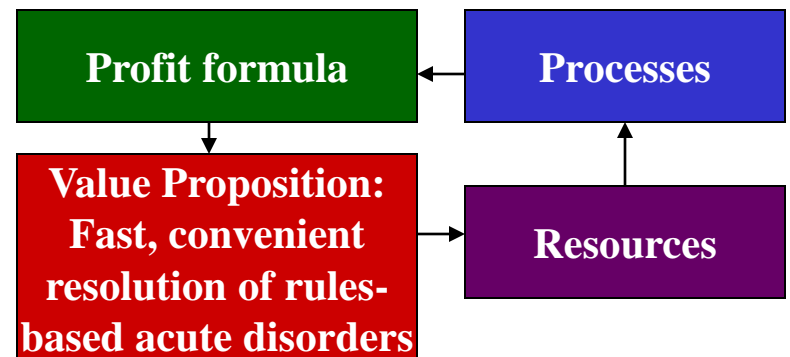 Profit formula
Processes
Value Proposition:
Fast, convenient
resolution of rules-
based acute disorders
Resources